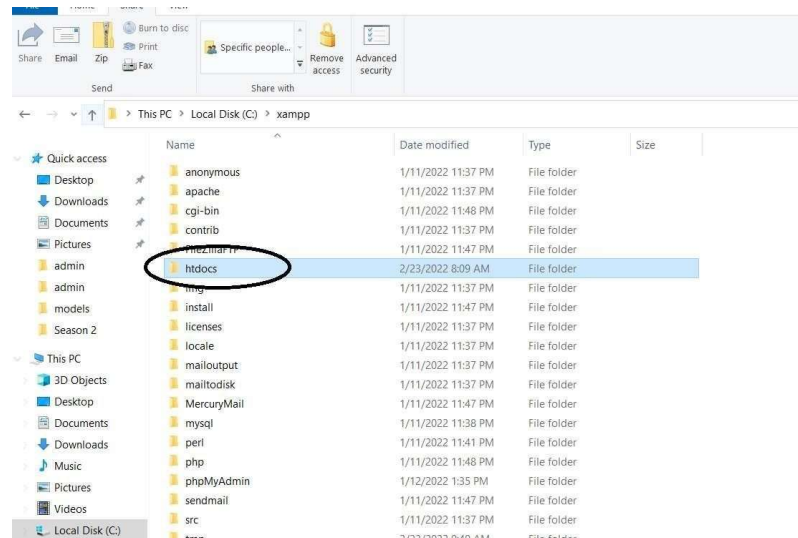 File Home Share View
Burn to disc
Print
Fax
Share Email Zip
Send
Specific people...
Share with
Remove access
Advanced security
This PC > Local Disk (C:) > xampp
Name Date modified Type Size
Quick access
Desktop
Downloads
Documents
Pictures
admin
admin
models
Season 2
This PC
3D Objects
Desktop
Documents
Downloads
Music
Pictures
Videos
Local Disk (C:)
anonymous 1/11/2022 11:37 PM File folder
apache 1/11/2022 11:37 PM File folder
cgi-bin 1/11/2022 11:48 PM File folder
contrib 1/11/2022 11:37 PM File folder
FileZillaFTP 1/11/2022 11:47 PM File folder
htdocs 2/23/2022 8:09 AM File folder
img 1/11/2022 11:37 PM File folder
install 1/11/2022 11:47 PM File folder
licenses 1/11/2022 11:37 PM File folder
locale 1/11/2022 11:37 PM File folder
mailoutput 1/11/2022 11:37 PM File folder
mailtodisk 1/11/2022 11:37 PM File folder
MercuryMail 1/11/2022 11:47 PM File folder
mysql 1/11/2022 11:38 PM File folder
perl 1/11/2022 11:41 PM File folder
php 1/11/2022 11:48 PM File folder
phpMyAdmin 1/12/2022 1:35 PM File folder
sendmail 1/11/2022 11:47 PM File folder
src 1/11/2022 11:37 PM File folder